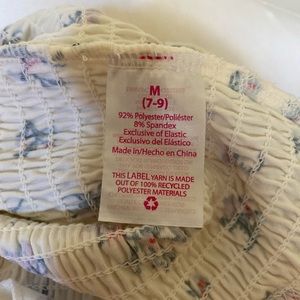 M
(7-9)
92% Polyester/Poliéster
8% Spandex
Exclusive of Elastic
Exclusivo del Elástico
Made in/Hecho en China
THIS LABEL YARN IS MADE
OUT OF 100% RECYCLED
POLYESTER MATERIALS